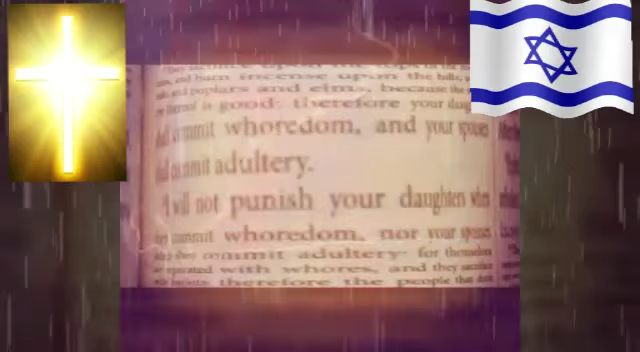 and burn incense upon the hills,
and poplars and elms, because the
thereof is good: therefore your
commit whoredom, and your spouses
commit adultery.
"I will not punish your daughters when
commit whoredom, nor your spouses
they commit adultery: for themselves
separated with whores, and they sacrifice
therefore the people that